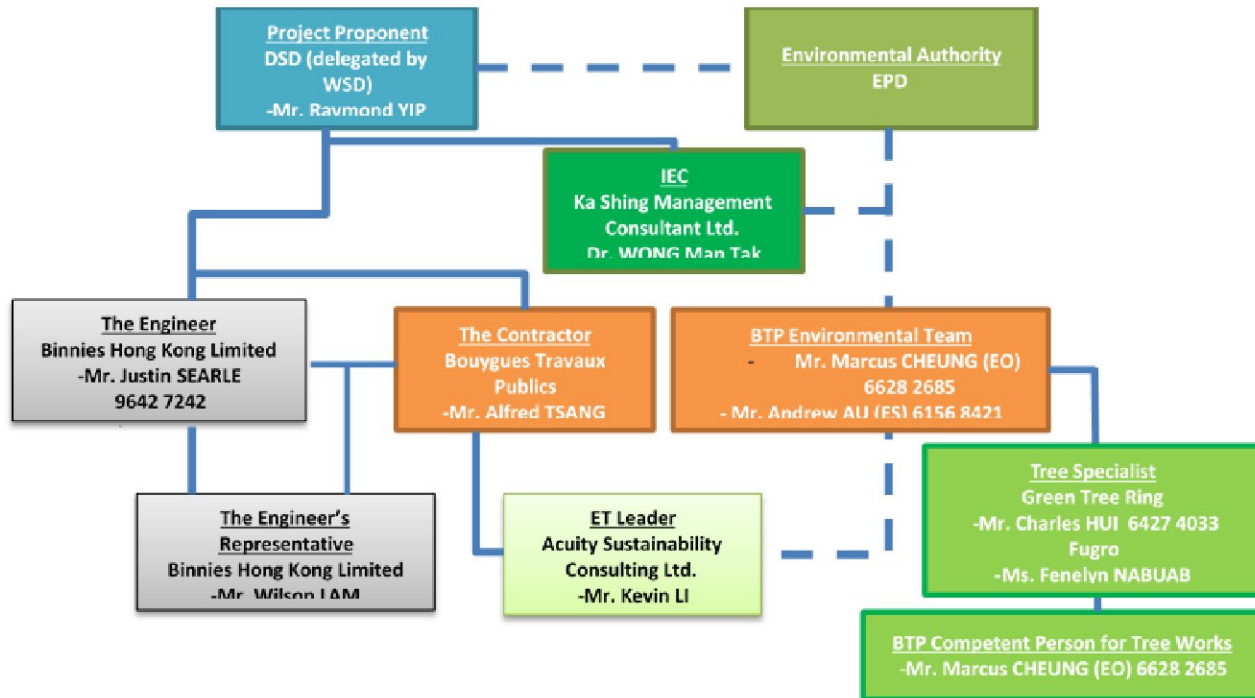 Project Proponent
DSD (delegated by
WSD)
-Mr. Raymond YIP
Environmental Authority
EPD
IEC
Ka Shing Management
Consultant Ltd.
Dr. WONG Man Tak
The Engineer
Binnies Hong Kong Limited
-Mr. Justin SEARLE
9642 7242
The Contractor
Bouygues Travaux
Publics
-Mr. Alfred TSANG
BTP Environmental Team
- Mr. Marcus CHEUNG (EO)
6628 2685
- Mr. Andrew AU (ES) 6156 8421
Tree Specialist
Green Tree Ring
-Mr. Charles HUI 6427 4033
Fugro
-Ms. Fenelyn NABUAB
The Engineer's
Representative
Binnies Hong Kong Limited
-Mr. Wilson LAM
ET Leader
Acuity Sustainability
Consulting Ltd.
-Mr. Kevin LI
BTP Competent Person for Tree Works
-Mr. Marcus CHEUNG (EO) 6628 2685